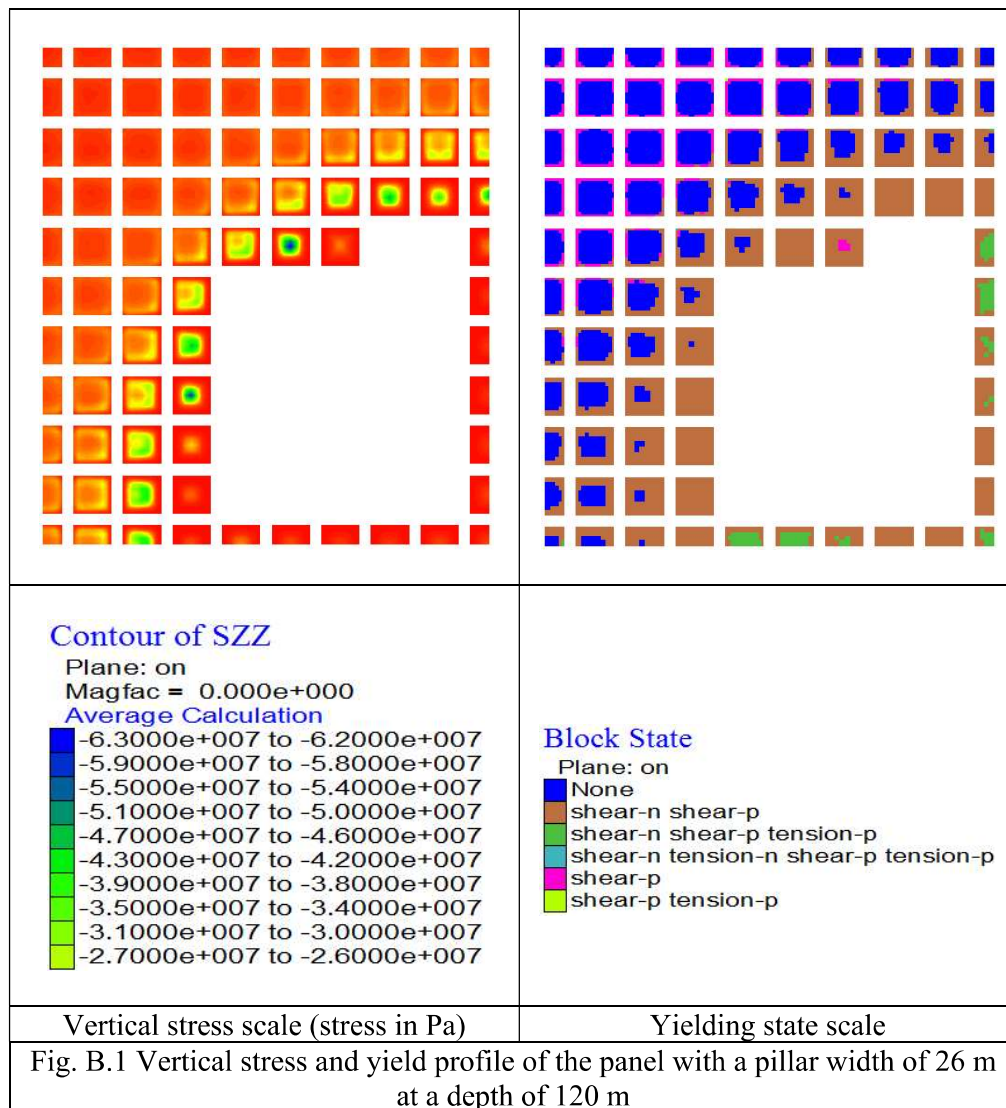 Contour of SZZ
Plane: on
Magfac = 0.000e+000
Average Calculation
-6.3000e+007 to -6.2000e+007
-5.9000e+007 to -5.8000e+007
-5.5000e+007 to -5.4000e+007
-5.1000e+007 to -5.0000e+007
-4.7000e+007 to -4.6000e+007
-4.3000e+007 to -4.2000e+007
-3.9000e+007 to -3.8000e+007
-3.5000e+007 to -3.4000e+007
-3.1000e+007 to -3.0000e+007
-2.7000e+007 to -2.6000e+007
Block State
Plane: on
None
shear-n shear-p
shear-n shear-p tension-p
shear-n tension-n shear-p tension-p
shear-p
shear-p tension-p
Vertical stress scale (stress in Pa)
Yielding state scale
Fig. B.1 Vertical stress and yield profile of the panel with a pillar width of 26 m
at a depth of 120 m